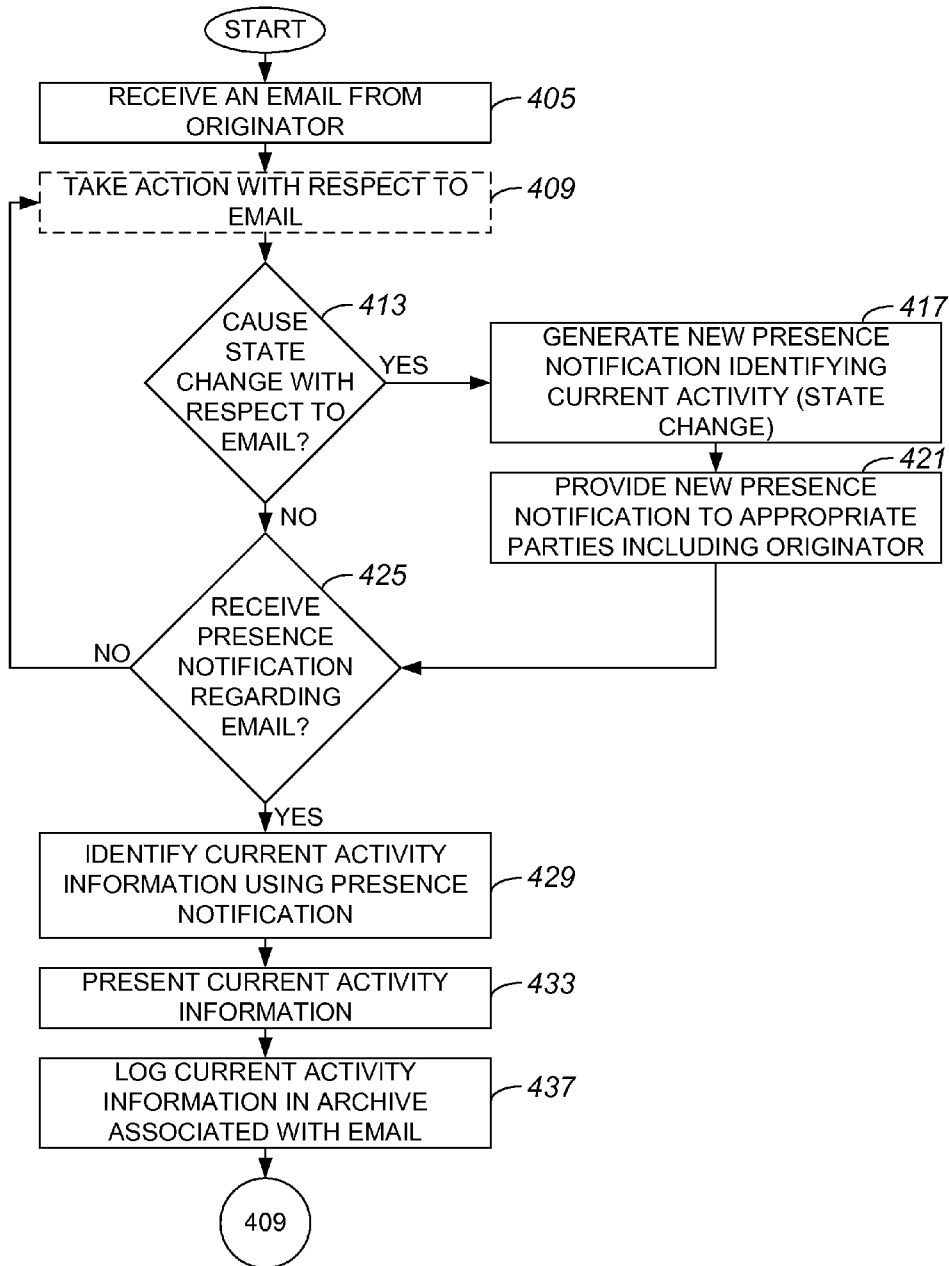 START
RECEIVE AN EMAIL FROM
ORIGINATOR
405
TAKE ACTION WITH RESPECT TO
EMAIL
409
CAUSE
STATE
CHANGE WITH
RESPECT TO
EMAIL?
413
YES
NO
GENERATE NEW PRESENCE
NOTIFICATION IDENTIFYING
CURRENT ACTIVITY (STATE
CHANGE)
417
PROVIDE NEW PRESENCE
NOTIFICATION TO APPROPRIATE
PARTIES INCLUDING ORIGINATOR
421
RECEIVE
PRESENCE
NOTIFICATION
REGARDING
EMAIL?
425
NO
YES
IDENTIFY CURRENT ACTIVITY
INFORMATION USING PRESENCE
NOTIFICATION
429
PRESENT CURRENT ACTIVITY
INFORMATION
433
LOG CURRENT ACTIVITY
INFORMATION IN ARCHIVE
ASSOCIATED WITH EMAIL
437
409